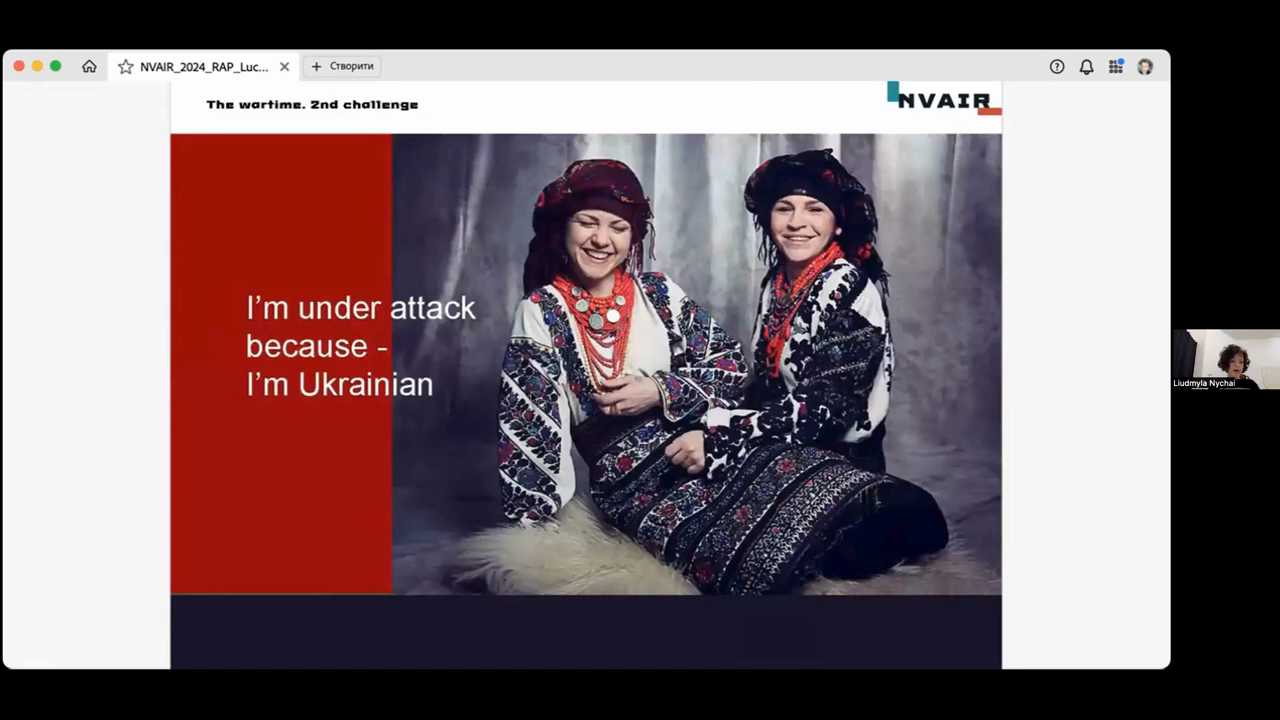 NVAIR_2024_RAP_Luc...
Створити
The wartime. 2nd challenge
NVAIR
I’m under attack
because -
I’m Ukrainian
Liudmyla Nychai